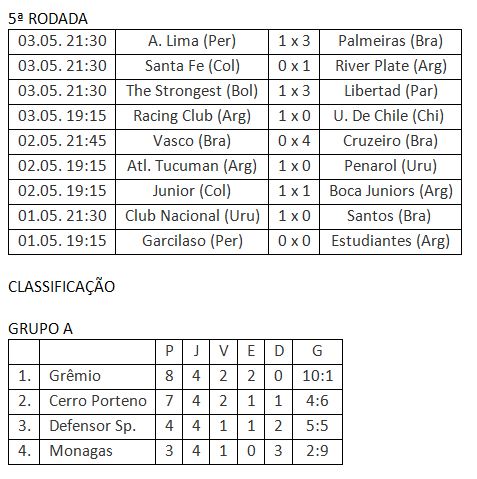 5ª RODADA
03.05. 21:30 A. Lima (Per) 1 x 3 Palmeiras (Bra)
03.05. 21:30 Santa Fe (Col) 0 x 1 River Plate (Arg)
03.05. 21:30 The Strongest (Bol) 1 x 3 Libertad (Par)
03.05. 19:15 Racing Club (Arg) 1 x 0 U. De Chile (Chi)
02.05. 21:45 Vasco (Bra) 0 x 4 Cruzeiro (Bra)
02.05. 19:15 Atl. Tucuman (Arg) 1 x 0 Penarol (Uru)
02.05. 19:15 Junior (Col) 1 x 1 Boca Juniors (Arg)
01.05. 21:30 Club Nacional (Uru) 1 x 0 Santos (Bra)
01.05. 19:15 Garcilaso (Per) 0 x 0 Estudiantes (Arg)
CLASSIFICAÇÃO
GRUPO A
P J V E D G
1. Grêmio 8 4 2 2 0 10:1
2. Cerro Porteno 7 4 2 1 1 4:6
3. Defensor Sp. 4 4 1 1 2 5:5
4. Monagas 3 4 1 0 3 2:9